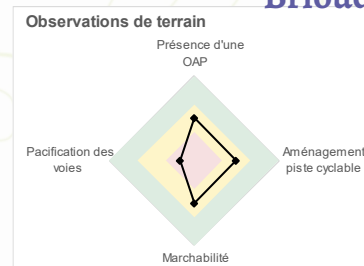 Observations de terrain
Présence d'une
OAP
Pacification des
voies
Aménagement
piste cyclable
Marchabilité